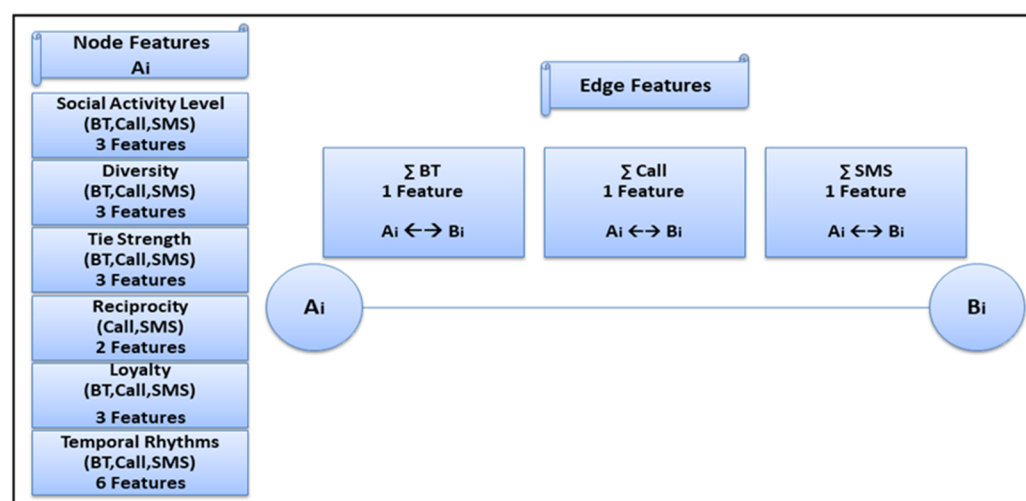 Node Features
Ai
Social Activity Level
(BT,Call,SMS)
3 Features
Diversity
(BT,Call,SMS)
3 Features
Tie Strength
(BT,Call,SMS)
3 Features
Reciprocity
(Call,SMS)
2 Features
Loyalty
(BT,Call,SMS)
3 Features
Temporal Rhythms
(BT,Call,SMS)
6 Features
Edge Features
∑ BT
1 Feature
Ai ←→ Bi
∑ Call
1 Feature
Ai ←→ Bi
∑ SMS
1 Feature
Ai ←→ Bi
Ai
Bi